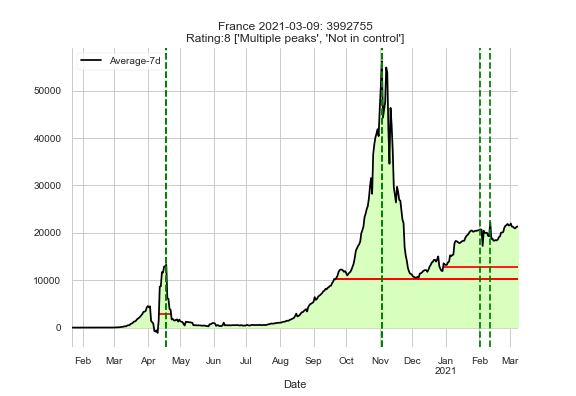 France 2021-03-09: 3992755
Rating:8 ['Multiple peaks', 'Not in control']
Average-7d
50000
40000
30000
20000
10000
0
Feb Mar Apr May Jun Jul Aug Sep Oct Nov Dec Jan Feb Mar
2021
Date